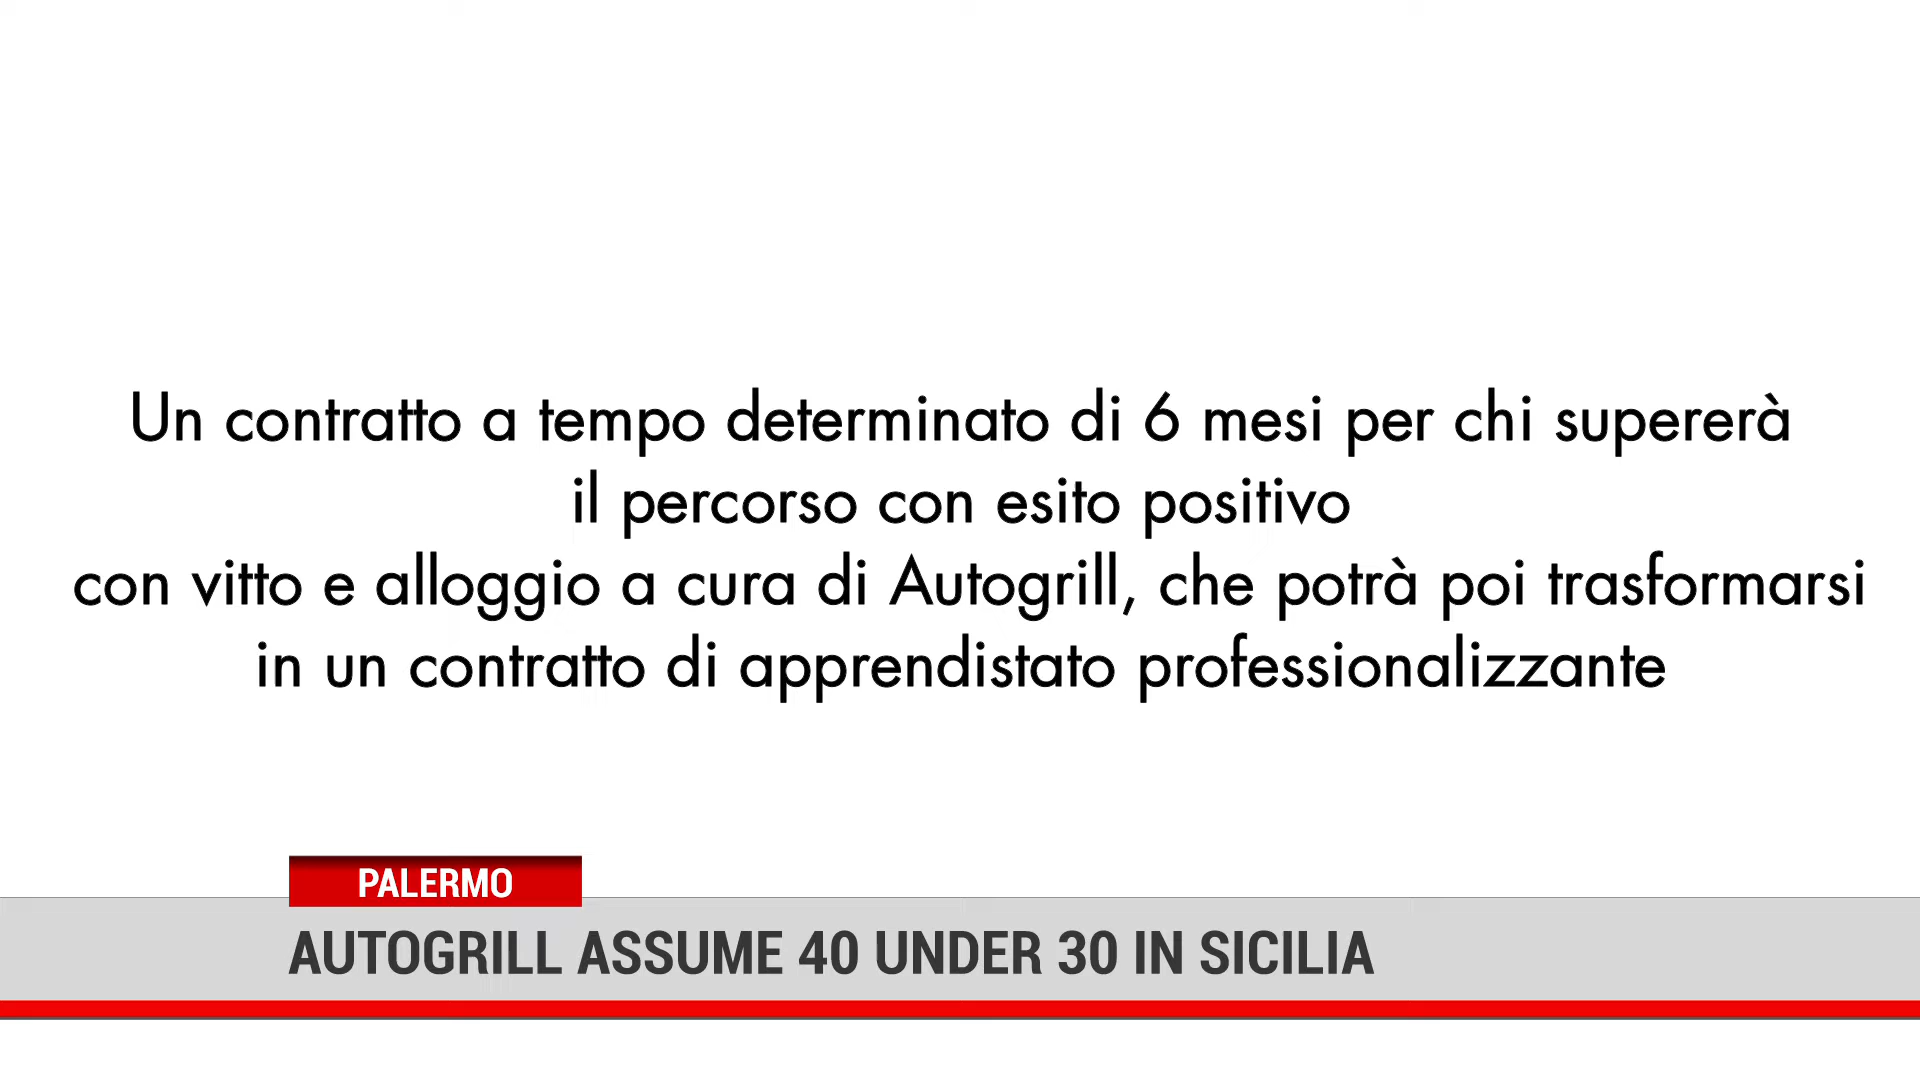 Un contratto a tempo determinato di 6 mesi per chi supererà
il percorso con esito positivo
con vitto e alloggio a cura di Autogrill, che potrà poi trasformarsi
in un contratto di apprendistato professionalizzante
PALERMO
AUTOGRILL ASSUME 40 UNDER 30 IN SICILIA